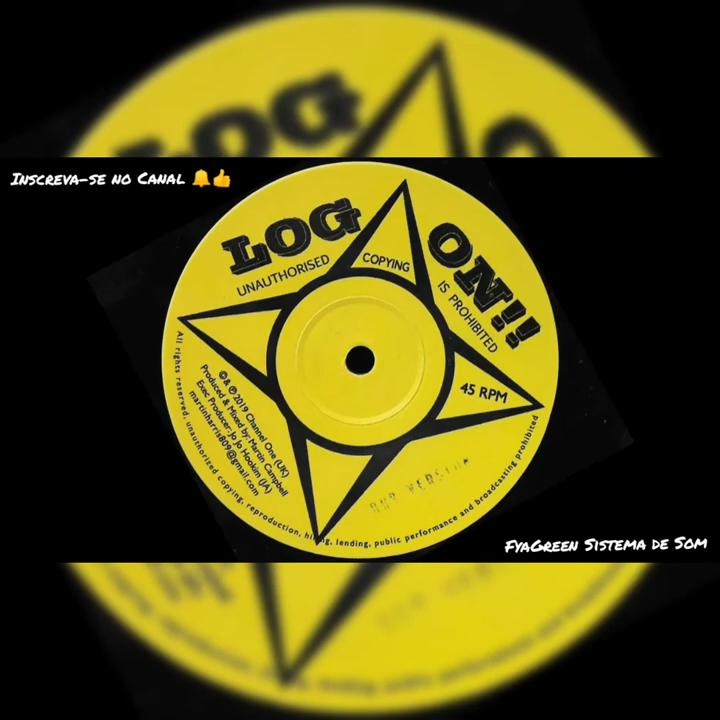 Inscreva-se no Canal 🔔👍
LOG
ON!!
UNAUTHORISED
COPYING
IS PROHIBITED
45 RPM
©& ℗2019 Channel One (UK)
Produced & Mixed by: Martin Campbell
Exec Producer: Jo Jo Hookim (JA)
martinharris809@gmail.com
DUB VERSION
All rights reserved, unauthorized copying, reproduction, hiring, lending, public performance and broadcasting prohibited
FyaGreen Sistema de Som